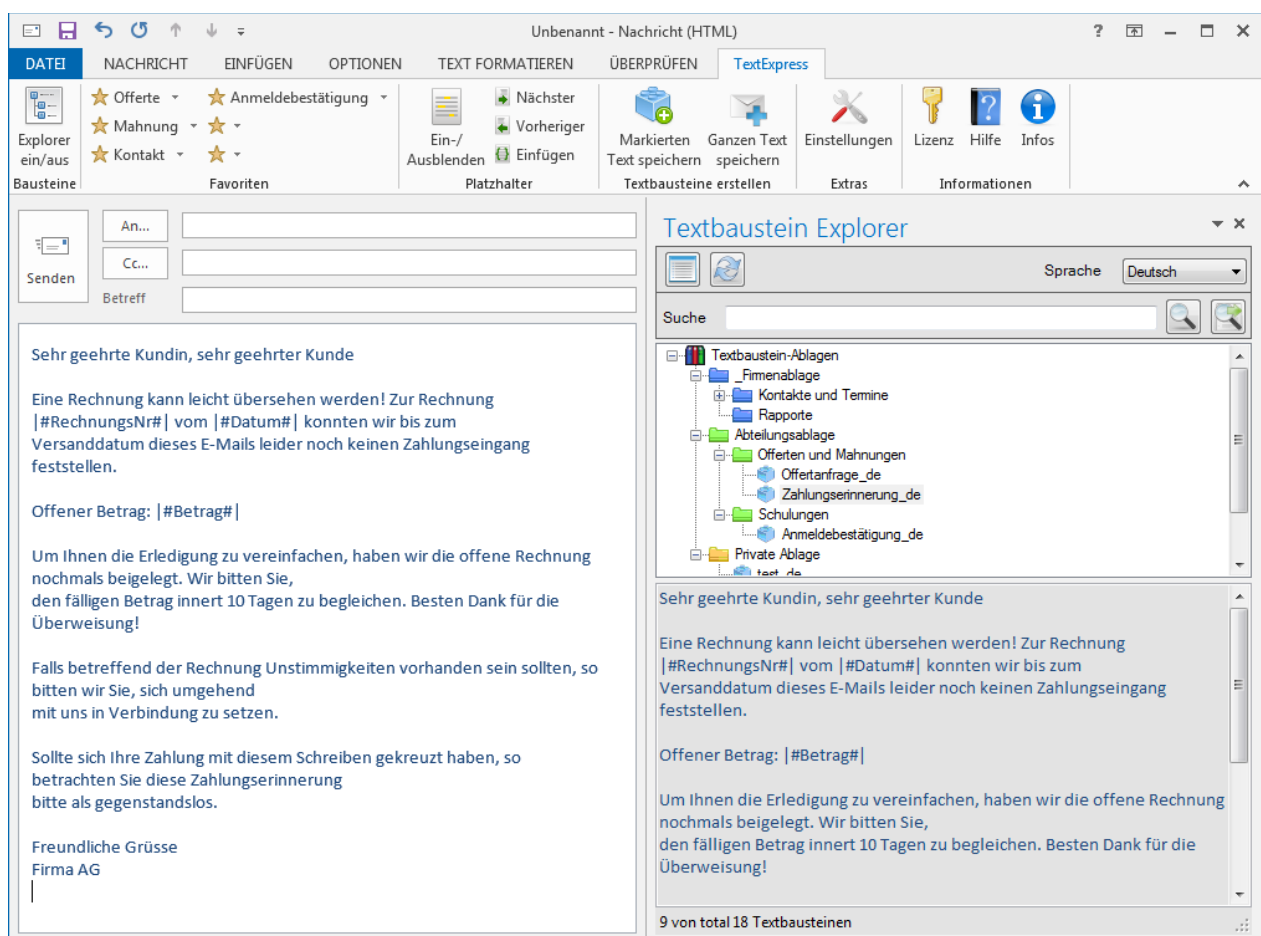 Unbenannt - Nachricht (HTML)
?
DATEI NACHRICHT EINFÜGEN OPTIONEN TEXT FORMATIEREN ÜBERPRÜFEN TextExpress
Explorer
ein/aus
Bausteine
Offerte Anmeldebestätigung
Mahnung
Kontakt
Favoriten
Ein-/
Ausblenden
Nächster
Vorheriger
Einfügen
Platzhalter
Markierten
Text speichern
Ganzen Text
speichern
Textbausteine erstellen
Einstellungen
Extras
Lizenz Hilfe Infos
Informationen
Senden
An...
Cc...
Betreff
Sehr geehrte Kundin, sehr geehrter Kunde
Eine Rechnung kann leicht übersehen werden! Zur Rechnung
|#RechnungsNr#| vom |#Datum#| konnten wir bis zum
Versanddatum dieses E-Mails leider noch keinen Zahlungseingang
feststellen.
Offener Betrag: |#Betrag#|
Um Ihnen die Erledigung zu vereinfachen, haben wir die offene Rechnung
nochmals beigelegt. Wir bitten Sie,
den fälligen Betrag innert 10 Tagen zu begleichen. Besten Dank für die
Überweisung!
Falls betreffend der Rechnung Unstimmigkeiten vorhanden sein sollten, so
bitten wir Sie, sich umgehend
mit uns in Verbindung zu setzen.
Sollte sich Ihre Zahlung mit diesem Schreiben gekreuzt haben, so
betrachten Sie diese Zahlungserinnerung
bitte als gegenstandslos.
Freundliche Grüsse
Firma AG
Textbaustein Explorer
Sprache Deutsch
Suche
Textbaustein-Ablagen
_Firmenablage
Kontakte und Termine
Rapporte
Abteilungsablage
Offerten und Mahnungen
Offertanfrage_de
Zahlungserinnerung_de
Schulungen
Anmeldebestätigung_de
Private Ablage
test_de
Sehr geehrte Kundin, sehr geehrter Kunde
Eine Rechnung kann leicht übersehen werden! Zur Rechnung
|#RechnungsNr#| vom |#Datum#| konnten wir bis zum
Versanddatum dieses E-Mails leider noch keinen Zahlungseingang
feststellen.
Offener Betrag: |#Betrag#|
Um Ihnen die Erledigung zu vereinfachen, haben wir die offene Rechnung
nochmals beigelegt. Wir bitten Sie,
den fälligen Betrag innert 10 Tagen zu begleichen. Besten Dank für die
Überweisung!
9 von total 18 Textbausteinen